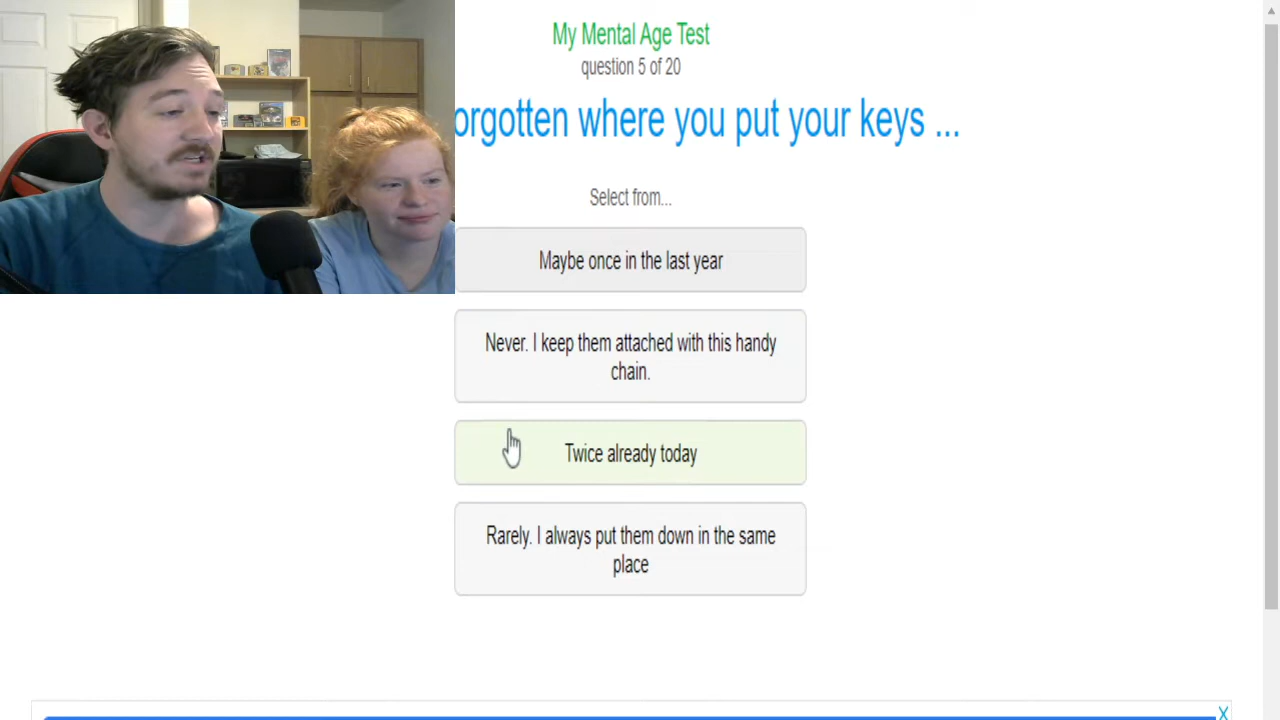 My Mental Age Test
question 5 of 20
where you put your keys ...
Select from...
Maybe once in the last year
Never. I keep them attached with this handy
chain.
Twice already today
Rarely. I always put them down in the same
place
X